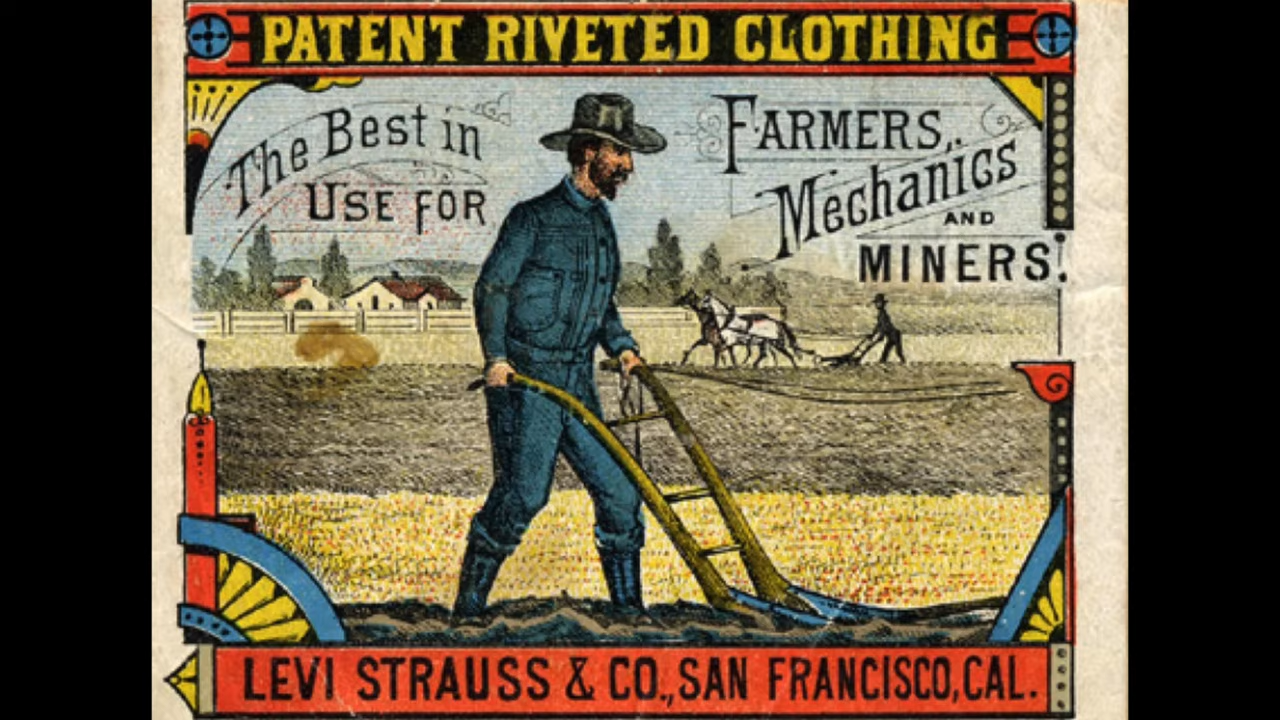 PATENT RIVETED CLOTHING
The Best in
USE FOR
FARMERS,
Mechanics
AND
MINERS!
LEVI STRAUSS & CO., SAN FRANCISCO, CAL.